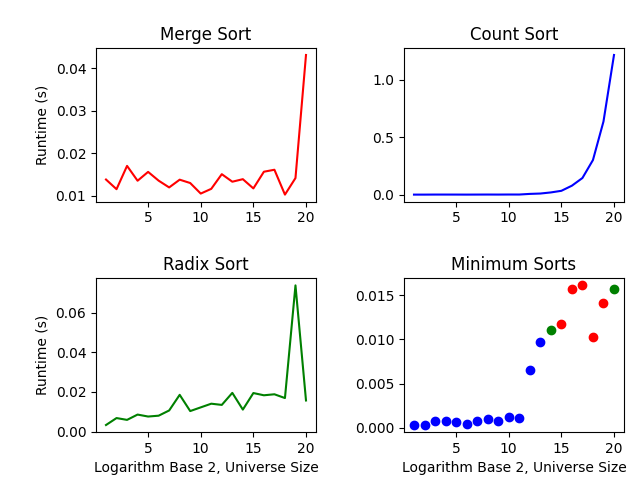 Merge Sort
Count Sort
Runtime (s)
0.04
0.03
0.02
0.01
5 10 15 20
1.0
0.5
0.0
5 10 15 20
Radix Sort
Minimum Sorts
Runtime (s)
0.06
0.04
0.02
0.00
5 10 15 20
Logarithm Base 2, Universe Size
0.015
0.010
0.005
0.000
5 10 15 20
Logarithm Base 2, Universe Size